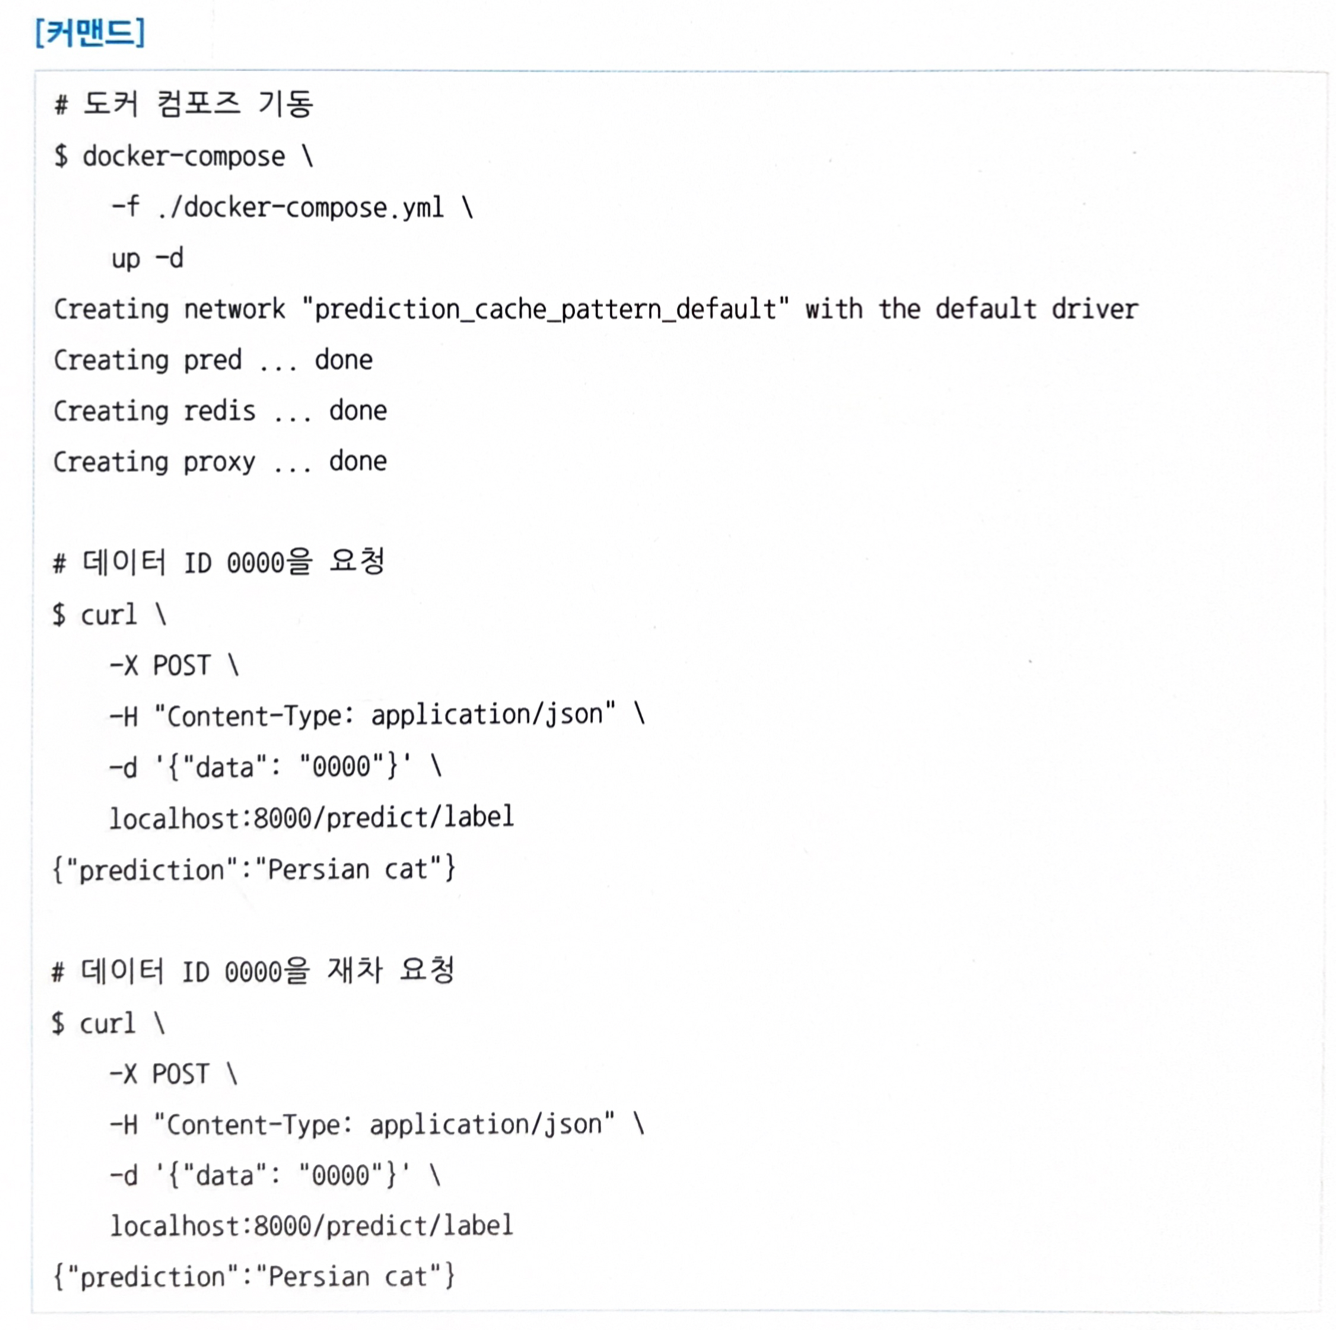 [커맨드]
# 도커 컴포즈 기동
$ docker-compose \
-f ./docker-compose.yml \
up -d
Creating network "prediction_cache_pattern_default" with the default driver
Creating pred ... done
Creating redis ... done
Creating proxy ... done
# 데이터 ID 0000을 요청
$ curl \
-X POST \
-H "Content-Type: application/json" \
-d '{"data": "0000"}' \
localhost:8000/predict/label
{"prediction":"Persian cat"}
# 데이터 ID 0000을 재차 요청
$ curl \
-X POST \
-H "Content-Type: application/json" \
-d '{"data": "0000"}' \
localhost:8000/predict/label
{"prediction":"Persian cat"}